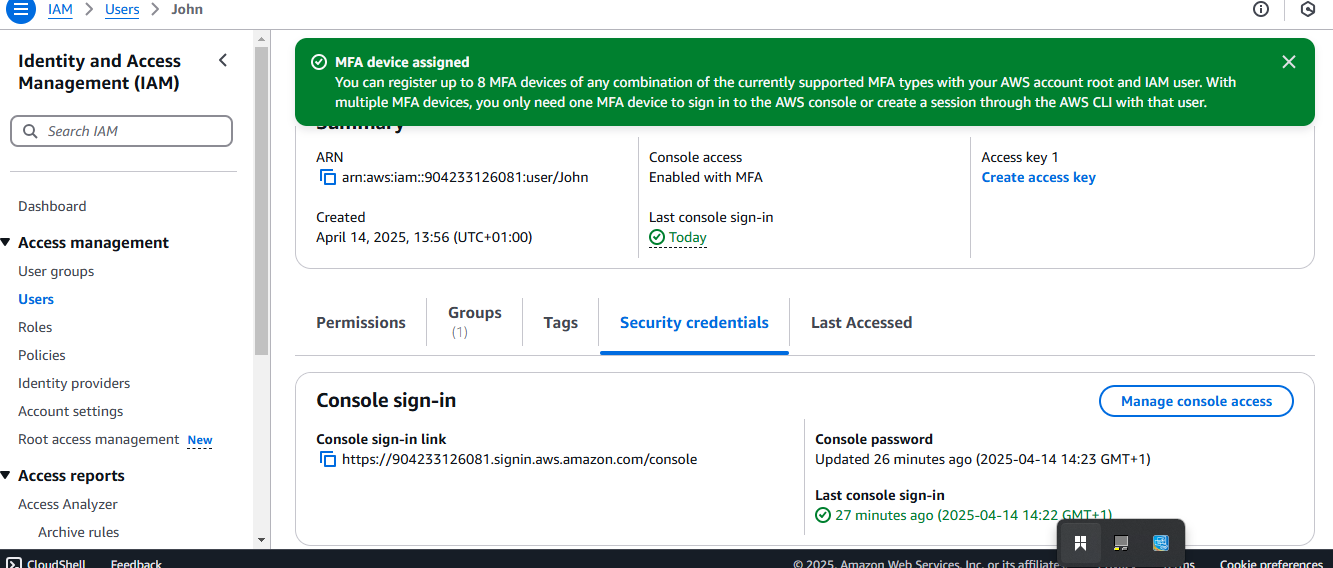 IAM > Users > John
Identity and Access
Management (IAM)
Search IAM
Dashboard
Access management
User groups
Users
Roles
Policies
Identity providers
Account settings
Root access management New
Access reports
Access Analyzer
Archive rules
MFA device assigned
You can register up to 8 MFA devices of any combination of the currently supported MFA types with your AWS account root and IAM user. With
multiple MFA devices, you only need one MFA device to sign in to the AWS console or create a session through the AWS CLI with that user.
Summary
ARN
arn:aws:iam::904233126081:user/John
Console access
Enabled with MFA
Access key 1
Create access key
Created
April 14, 2025, 13:56 (UTC+01:00)
Last console sign-in
Today
Permissions
Groups
(1)
Tags
Security credentials
Last Accessed
Console sign-in
Manage console access
Console sign-in link
https://904233126081.signin.aws.amazon.com/console
Console password
Updated 26 minutes ago (2025-04-14 14:23 GMT+1)
Last console sign-in
27 minutes ago (2025-04-14 14:22 GMT+1)
CloudShell Feedback © 2025, Amazon Web Services, Inc. or its affiliate Cookie preferences